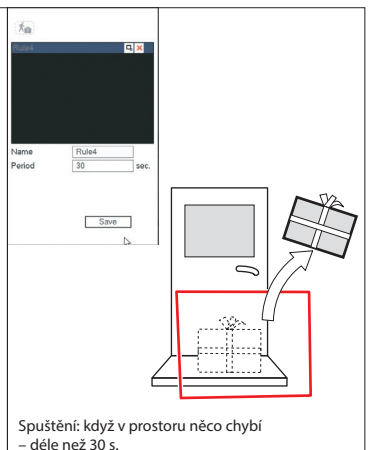 Rule4
Name Rule4
Period 30 sec.
Save
Spuštění: když v prostoru něco chybí
– déle než 30 s.